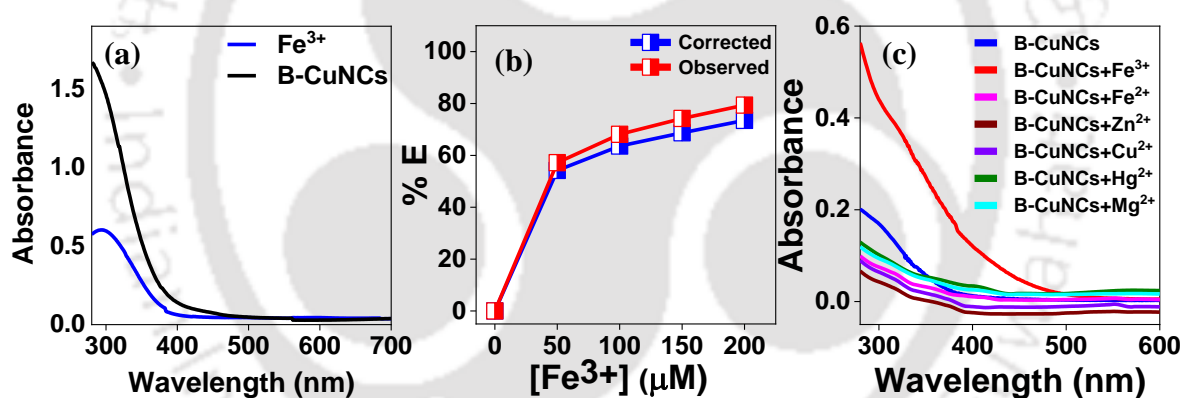 (a)
Fe³⁺
B-CuNCs
Absorbance
1.5
1.0
0.5
0.0
300 400 500 600 700
Wavelength (nm)
(b)
Corrected
Observed
% E
100
80
60
40
20
0
0 50 100 150 200
[Fe³⁺] (μM)
(c)
B-CuNCs
B-CuNCs+Fe³⁺
B-CuNCs+Fe²⁺
B-CuNCs+Zn²⁺
B-CuNCs+Cu²⁺
B-CuNCs+Hg²⁺
B-CuNCs+Mg²⁺
Absorbance
0.6
0.4
0.2
0.0
300 400 500 600
Wavelength (nm)
Indian